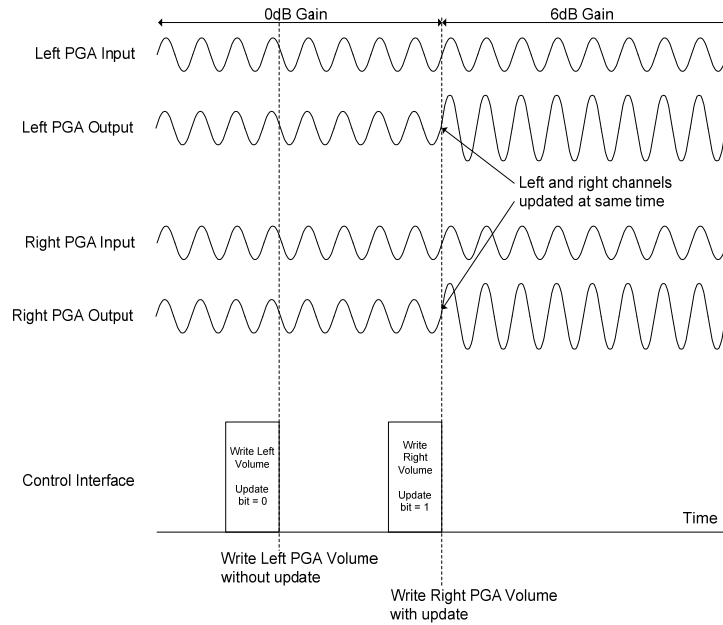 0dB Gain
6dB Gain
Left PGA Input
Left PGA Output
Left and right channels
updated at same time
Right PGA Input
Right PGA Output
Control Interface
Write Left
Volume
Update
bit = 0
Write
Right
Volume
Update
bit = 1
Time
Write Left PGA Volume
without update
Write Right PGA Volume
with update